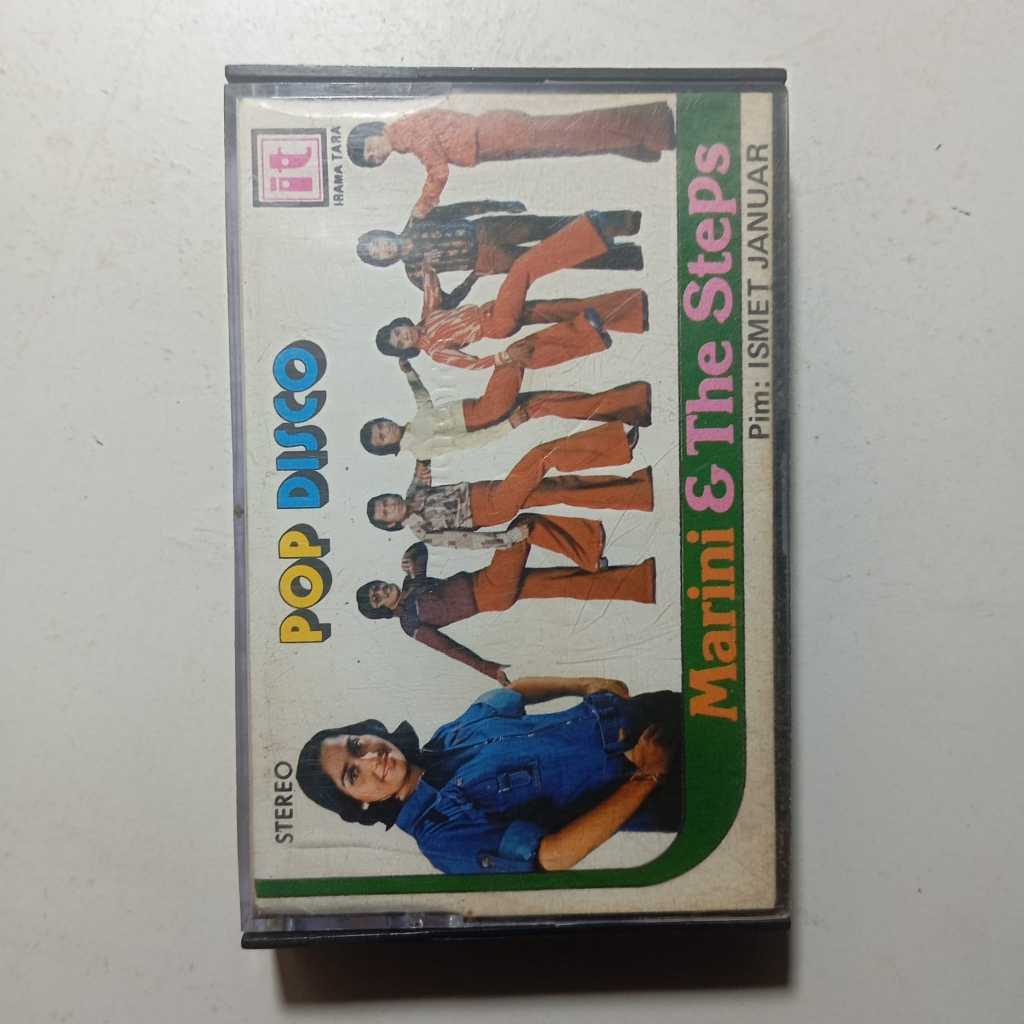 STEREO
POP DISCO
it
IRAMA TARA
Marini & The Steps
Pim: ISMET JANUAR